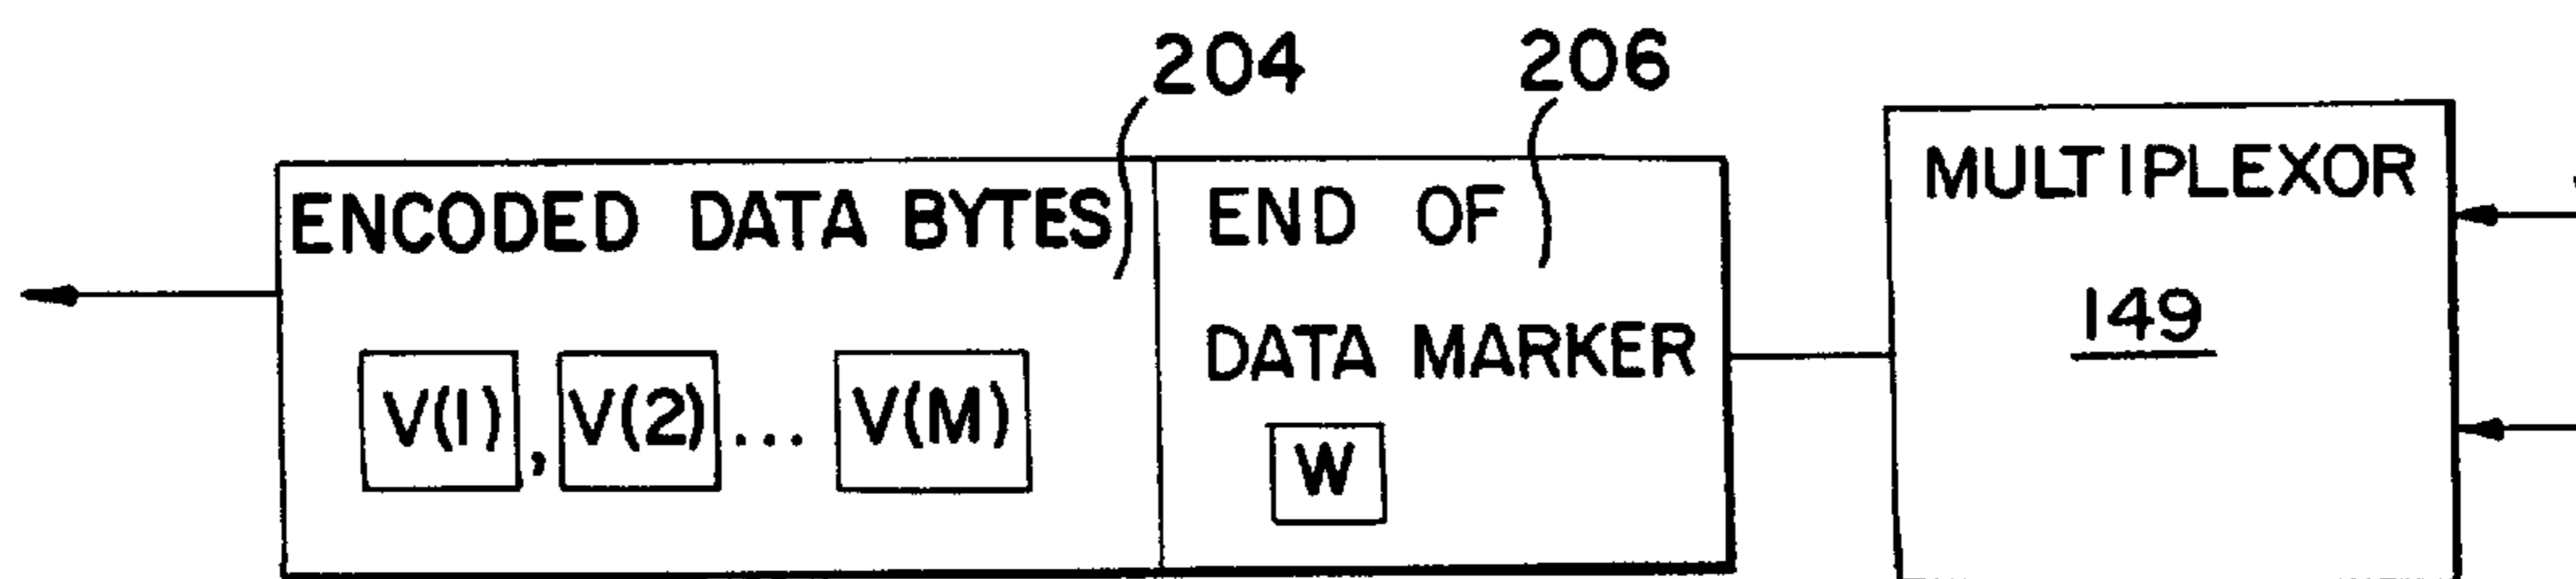 204 206
ENCODED DATA BYTES
V(1), V(2)... V(M)
END OF
DATA MARKER
W
MULTIPLEXOR
149